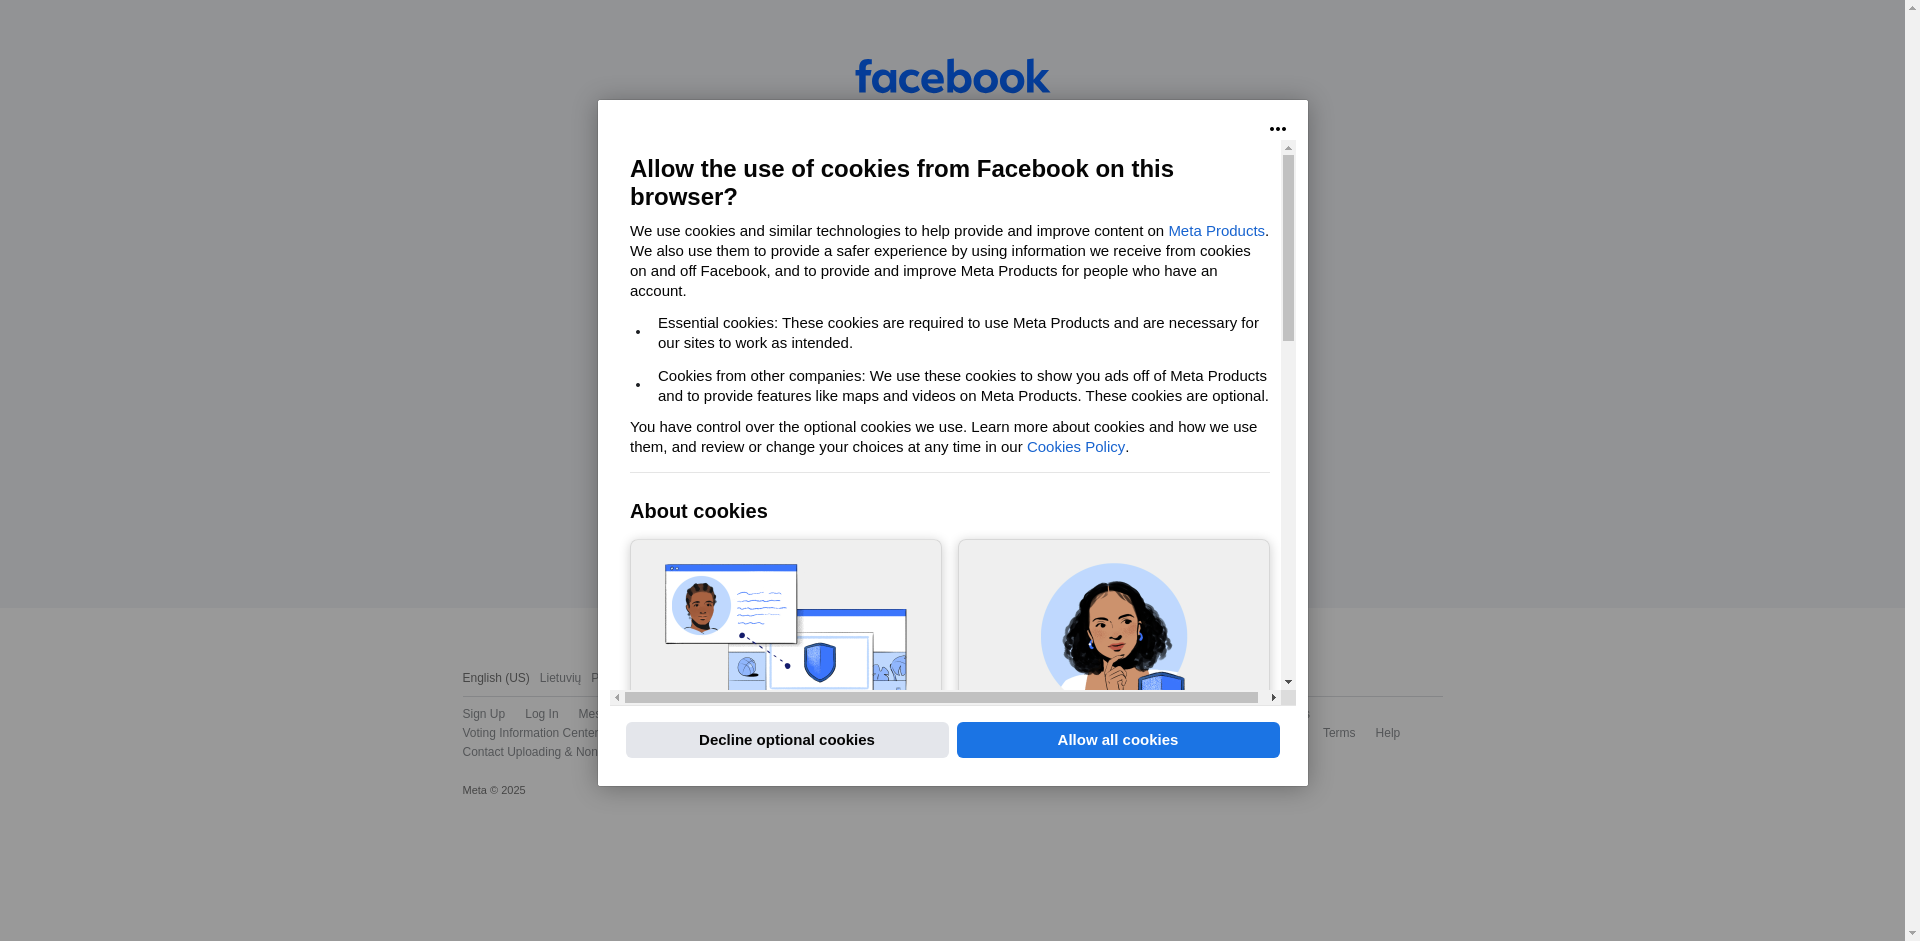 facebook
Allow the use of cookies from Facebook on this
browser?
We use cookies and similar technologies to help provide and improve content on Meta Products.
We also use them to provide a safer experience by using information we receive from cookies
on and off Facebook, and to provide and improve Meta Products for people who have an
account.
• Essential cookies: These cookies are required to use Meta Products and are necessary for
our sites to work as intended.
• Cookies from other companies: We use these cookies to show you ads off of Meta Products
and to provide features like maps and videos on Meta Products. These cookies are optional.
You have control over the optional cookies we use. Learn more about cookies and how we use
them, and review or change your choices at any time in our Cookies Policy.
About cookies
Decline optional cookies
Allow all cookies
English (US) Lietuvių
Sign Up Log In
Voting Information Center Terms Help
Contact Uploading & Non
Meta © 2025